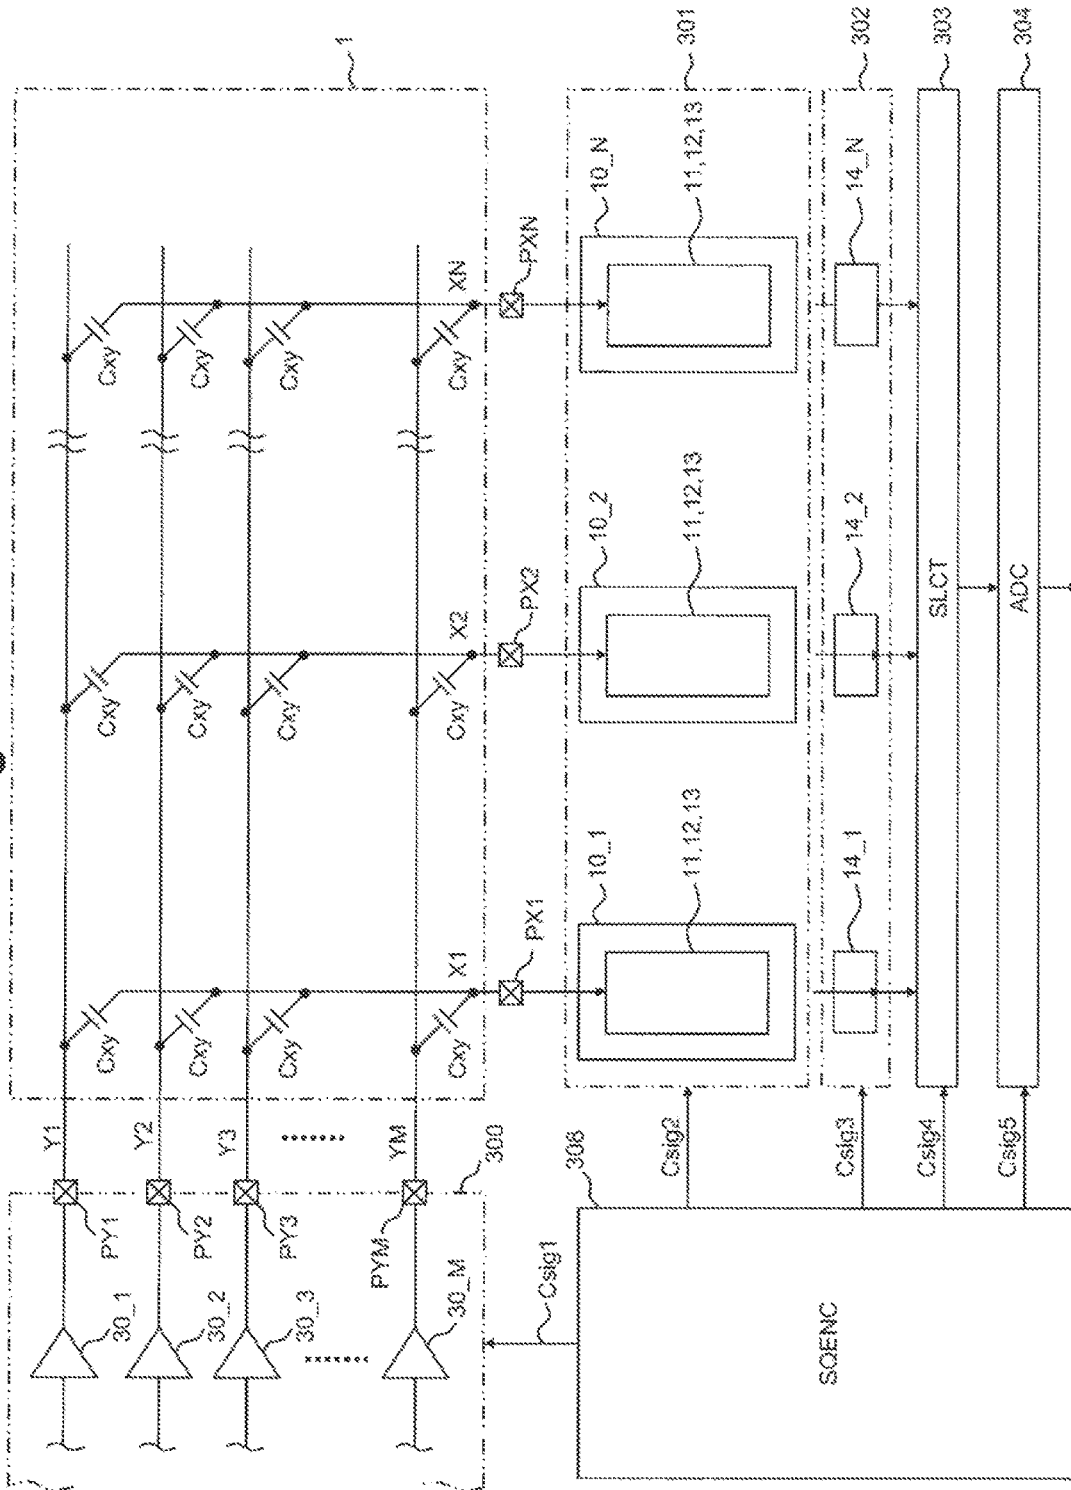 1
Y1
PY1
30_1
Cxy
Cxy
Cxy
Y2
PY2
30_2
Cxy
Cxy
Cxy
Y3
PY3
30_3
Cxy
Cxy
Cxy
YM
PYM
30_M
Cxy
Cxy
Cxy
300
X1
X2
XN
PX1
PX2
PXN
Csig1
10_1
10_2
10_N
301
Csig2
11,12,13
11,12,13
11,12,13
308
SQENC
Csig3
14_1
14_2
14_N
302
Csig4
SLCT
303
Csig5
ADC
304